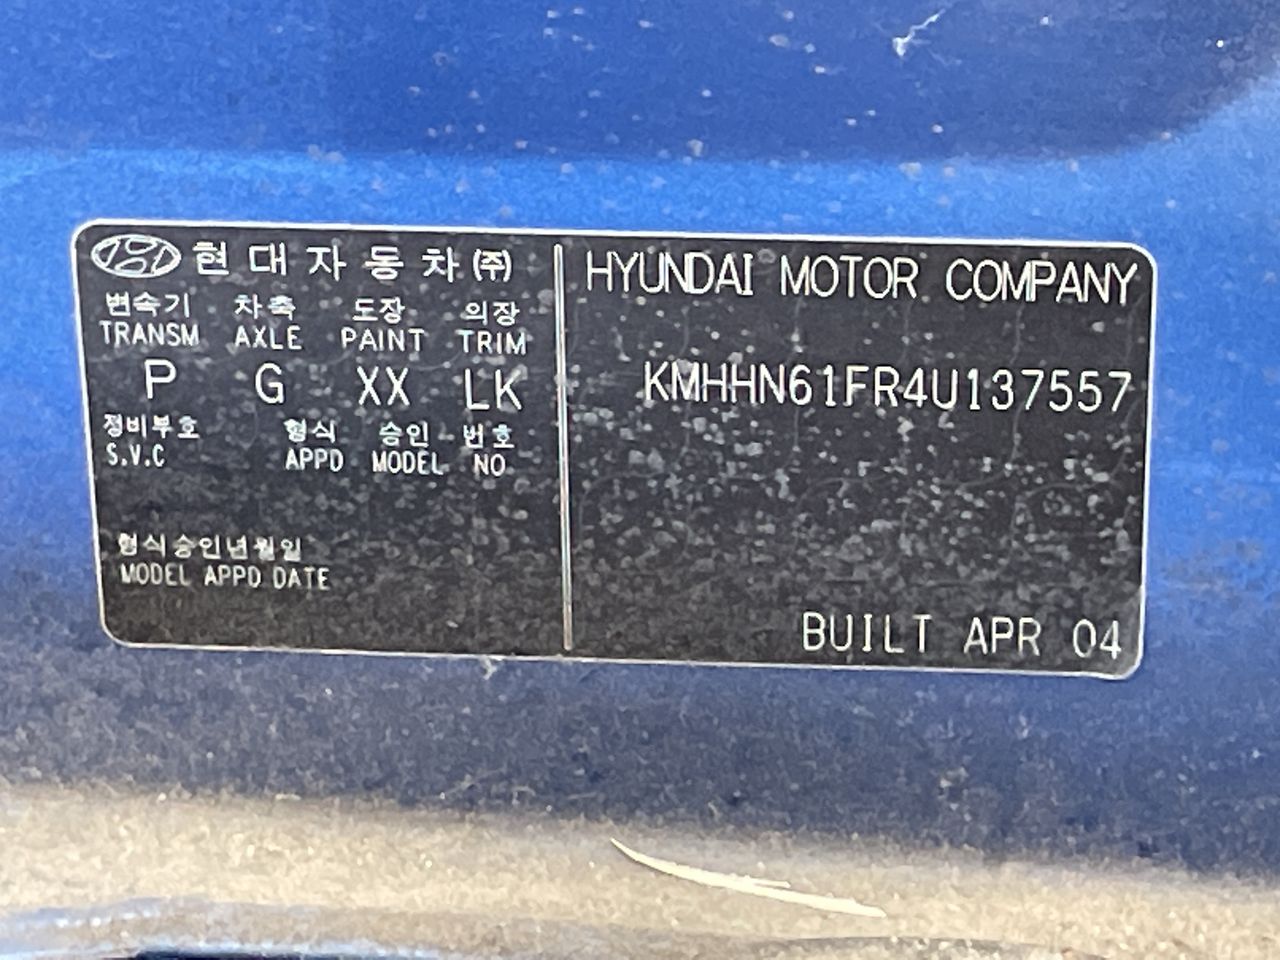 현대자동차 (주)
변속기 차축 도장 의장
TRANSM AXLE PAINT TRIM
P G XX LK
정비부호 형식 승인 번호
S.V.C APPD MODEL NO
형식승인년월일
MODEL APPD DATE
HYUNDAI MOTOR COMPANY
KMHHN61FR4U137557
BUILT APR 04